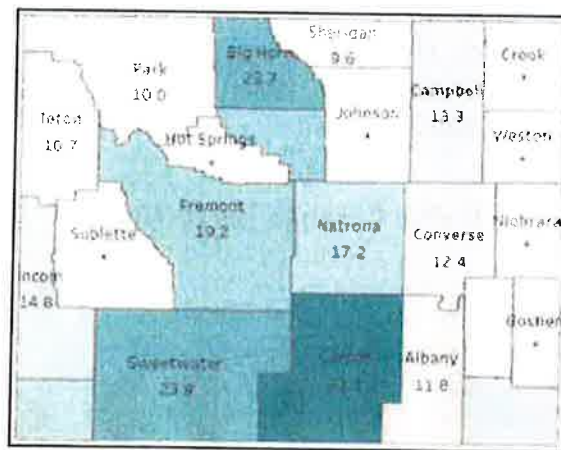 Park
10.0
Big Horn
Sheridan
9.6
Crook
Campbell
13.3
Teton
10.7
Hot Springs
Johnson
*
Weston
*
*
*
Sublette
*
Fremont
19.2
Natrona
17.2
Converse
12.4
Niobrara
*
14.8
Sweetwater
Albany
11.8
Goshen
*